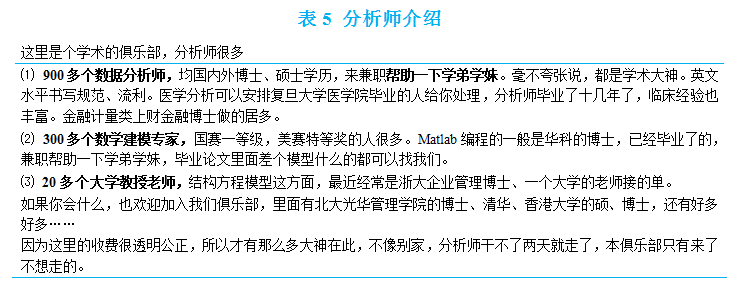 表 5 分析师介绍
这里是个学术的俱乐部，分析师很多
⑴ 900多个数据分析师，均国内外博士、硕士学历，来兼职帮助一下学弟学妹。毫不夸张说，都是学术大神。英文
水平书写规范、流利。医学分析可以安排复旦大学医学院毕业的人给你处理，分析师毕业了十几年了，临床经验也
丰富。金融计量类上财金融博士做的居多。
⑵ 300多个数学建模专家，国赛一等级，美赛特等奖的人很多。Matlab 编程的一般是华科的博士，已经毕业了的，
兼职帮助一下学弟学妹，毕业论文里面差个模型什么的都可以找我们。
⑶ 20 多个大学教授老师，结构方程模型这方面，最近经常是浙大企业管理博士、一个大学的老师接的单。
如果你会什么，也欢迎加入我们俱乐部，里面有北大光华管理学院的博士、清华、香港大学的硕、博士，还有好多
好多……
因为这里的收费很透明公正，所以才有那么多大神在此，不像别家，分析师干不了两天就走了，本俱乐部只有来了
不想走的。